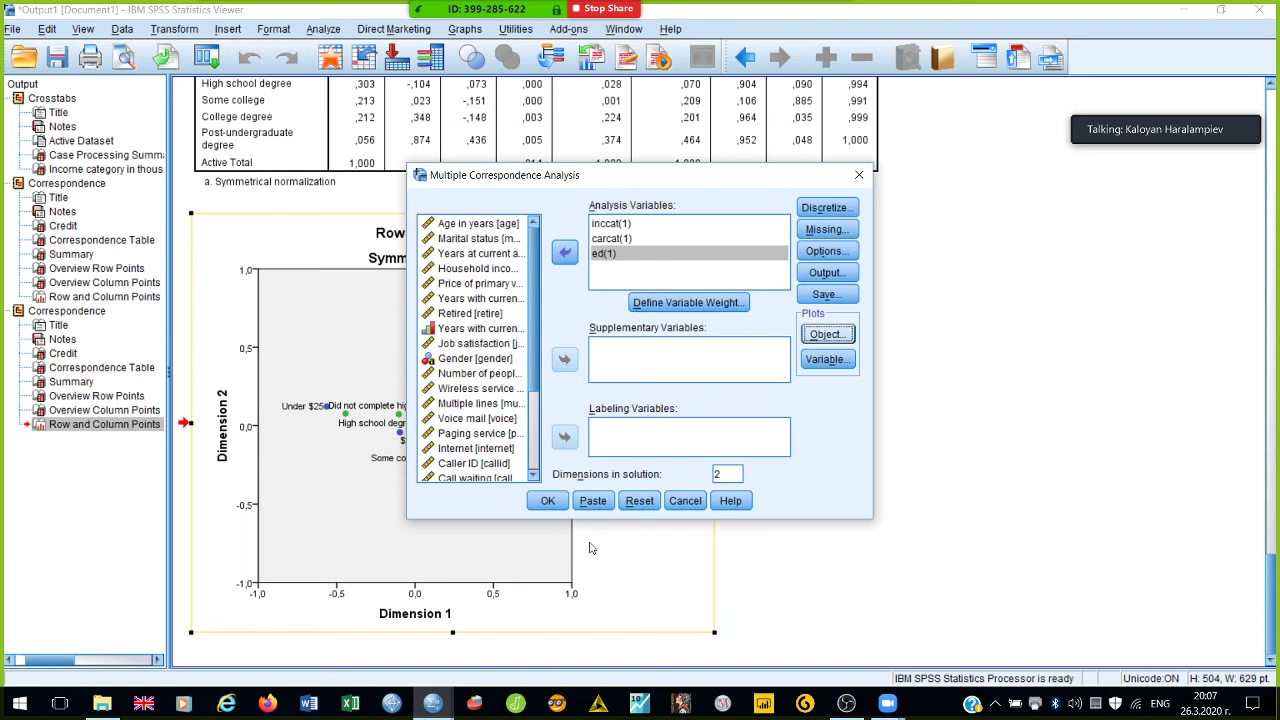 *Output1 [Document1] - IBM SPSS Statistics Viewer
ID: 399-285-622
Stop Share
File Edit View Data Transform Insert Format Analyze Direct Marketing Graphs Utilities Add-ons Window Help
Output
Crosstabs
Title
Notes
Active Dataset
Case Processing Summa
Income category in thous
Correspondence
Title
Notes
Credit
Correspondence Table
Summary
Overview Row Points
Overview Column Points
Row and Column Points
Correspondence
Title
Notes
Credit
Correspondence Table
Summary
Overview Row Points
Overview Column Points
Row and Column Points
High school degree ,303 -,104 ,073 ,000 ,028 ,070 ,904 ,090 ,994
Some college ,213 ,023 -,151 ,000 ,001 ,209 ,106 ,885 ,991
College degree ,212 ,348 -,148 ,003 ,224 ,201 ,964 ,035 ,999
Post-undergraduate
degree ,056 ,874 ,436 ,004 ,374 ,464 ,952 ,048 1,000
Active Total 1,000
a. Symmetrical normalization
Talking: Kaloyan Haralampiev
Row
Symm
1,0
0,5
0,0
-0,5
-1,0
Dimension 2
Under $25
Did not complete hi
High school degr
$
Some co
-1,0 -0,5 0,0 0,5 1,0
Dimension 1
Multiple Correspondence Analysis
Age in years [age]
Marital status [m...
Years at current a...
Household inco...
Price of primary v...
Years with curren...
Retired [retire]
Years with curren...
Job satisfaction [j...
Gender [gender]
Number of peopl...
Wireless service ...
Multiple lines [mu...
Voice mail [voice]
Paging service [p...
Internet [internet]
Caller ID [callid]
Call waiting [call
Analysis Variables:
inccat(1)
carcat(1)
ed(1)
Define Variable Weight...
Supplementary Variables:
Labeling Variables:
Dimensions in solution: 2
Discretize...
Missing...
Options...
Output...
Save...
Plots
Object...
Variable...
OK Paste Reset Cancel Help
IBM SPSS Statistics Processor is ready
Unicode:ON
H: 504, W: 629 pt.
20:07
26.3.2020 г.